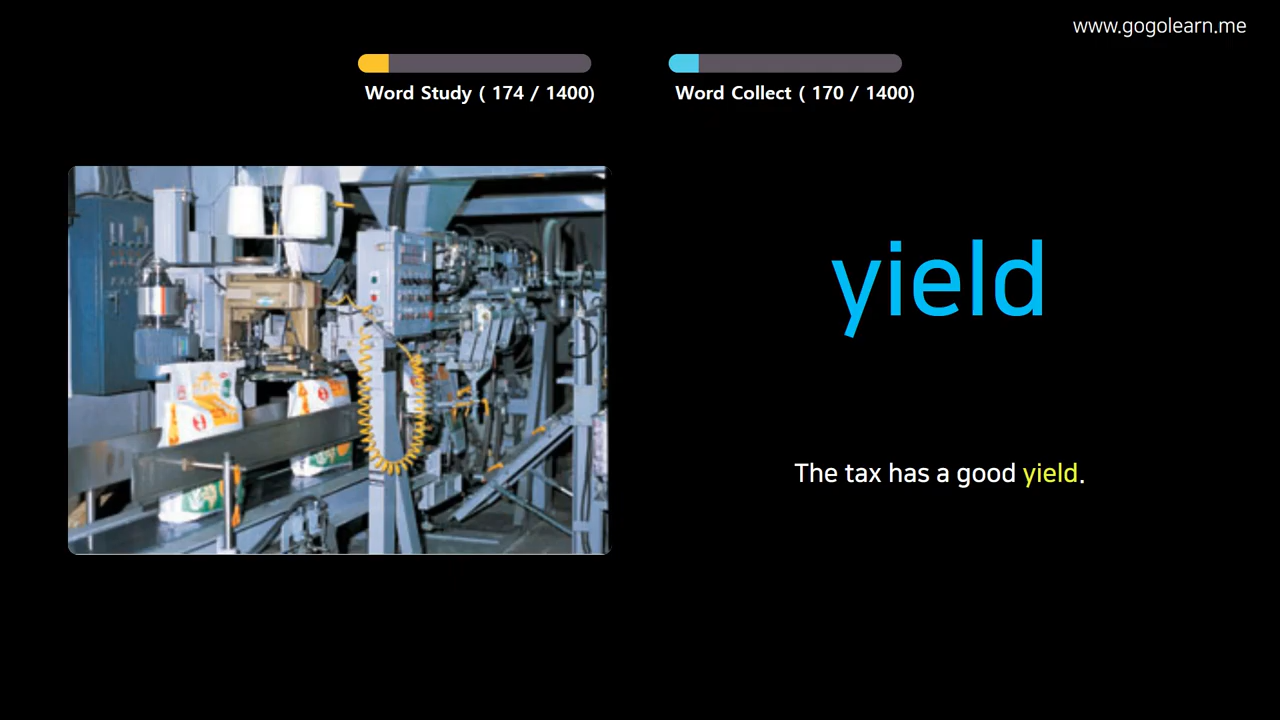 www.gogolearn.me
Word Study ( 174 / 1400)
Word Collect ( 170 / 1400)
yield
The tax has a good yield.